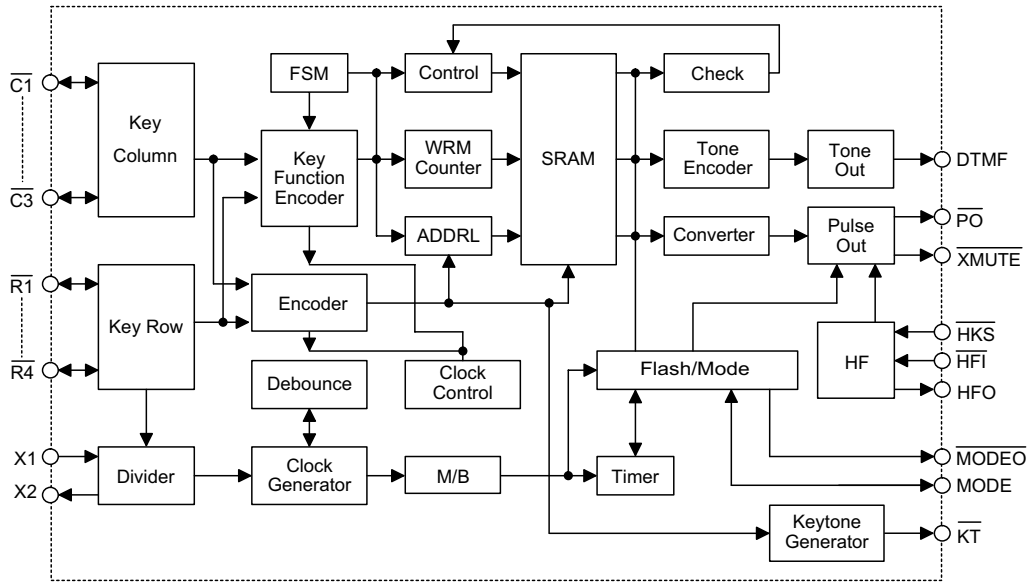 FSM
Control
Check
C1
Key
Column
Key
Function
Encoder
WRM
Counter
SRAM
Tone
Encoder
Tone
Out
DTMF
C3
ADDRL
Converter
Pulse
Out
PO
XMUTE
R1
Key Row
Encoder
HKS
HF
HFI
HFO
R4
Debounce
Clock
Control
Flash/Mode
X1
X2
Divider
Clock
Generator
M/B
Timer
MODEO
MODE
Keytone
Generator
KT